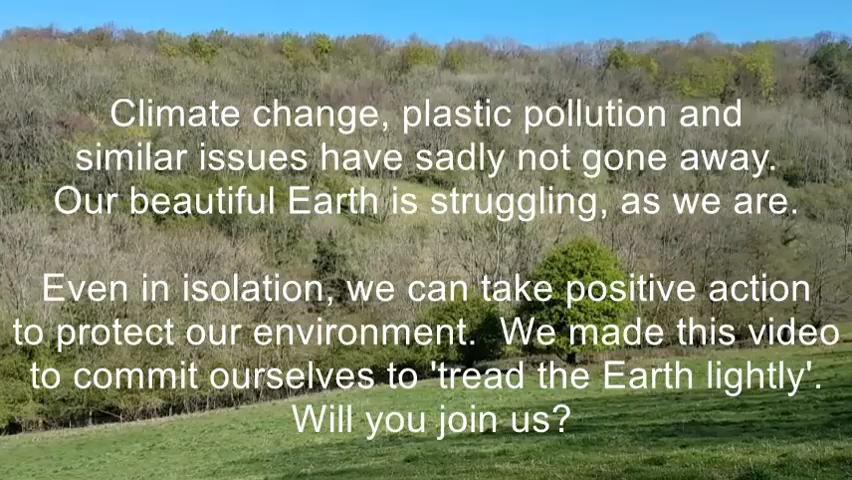 Climate change, plastic pollution and
similar issues have sadly not gone away.
Our beautiful Earth is struggling, as we are.
Even in isolation, we can take positive action
to protect our environment.  We made this video
to commit ourselves to 'tread the Earth lightly'.
Will you join us?